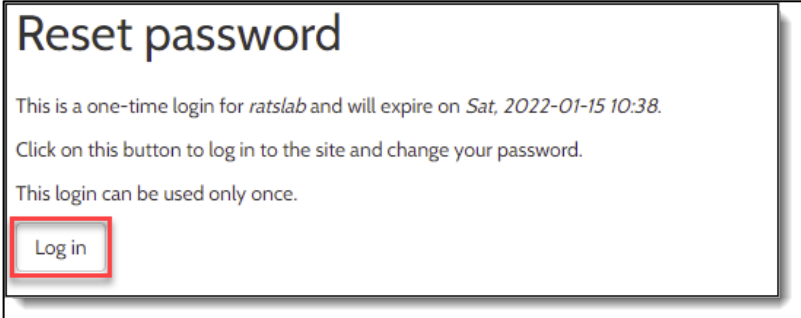 Reset password
This is a one-time login for ratslab and will expire on Sat, 2022-01-15 10:38.
Click on this button to log in to the site and change your password.
This login can be used only once.
Log in